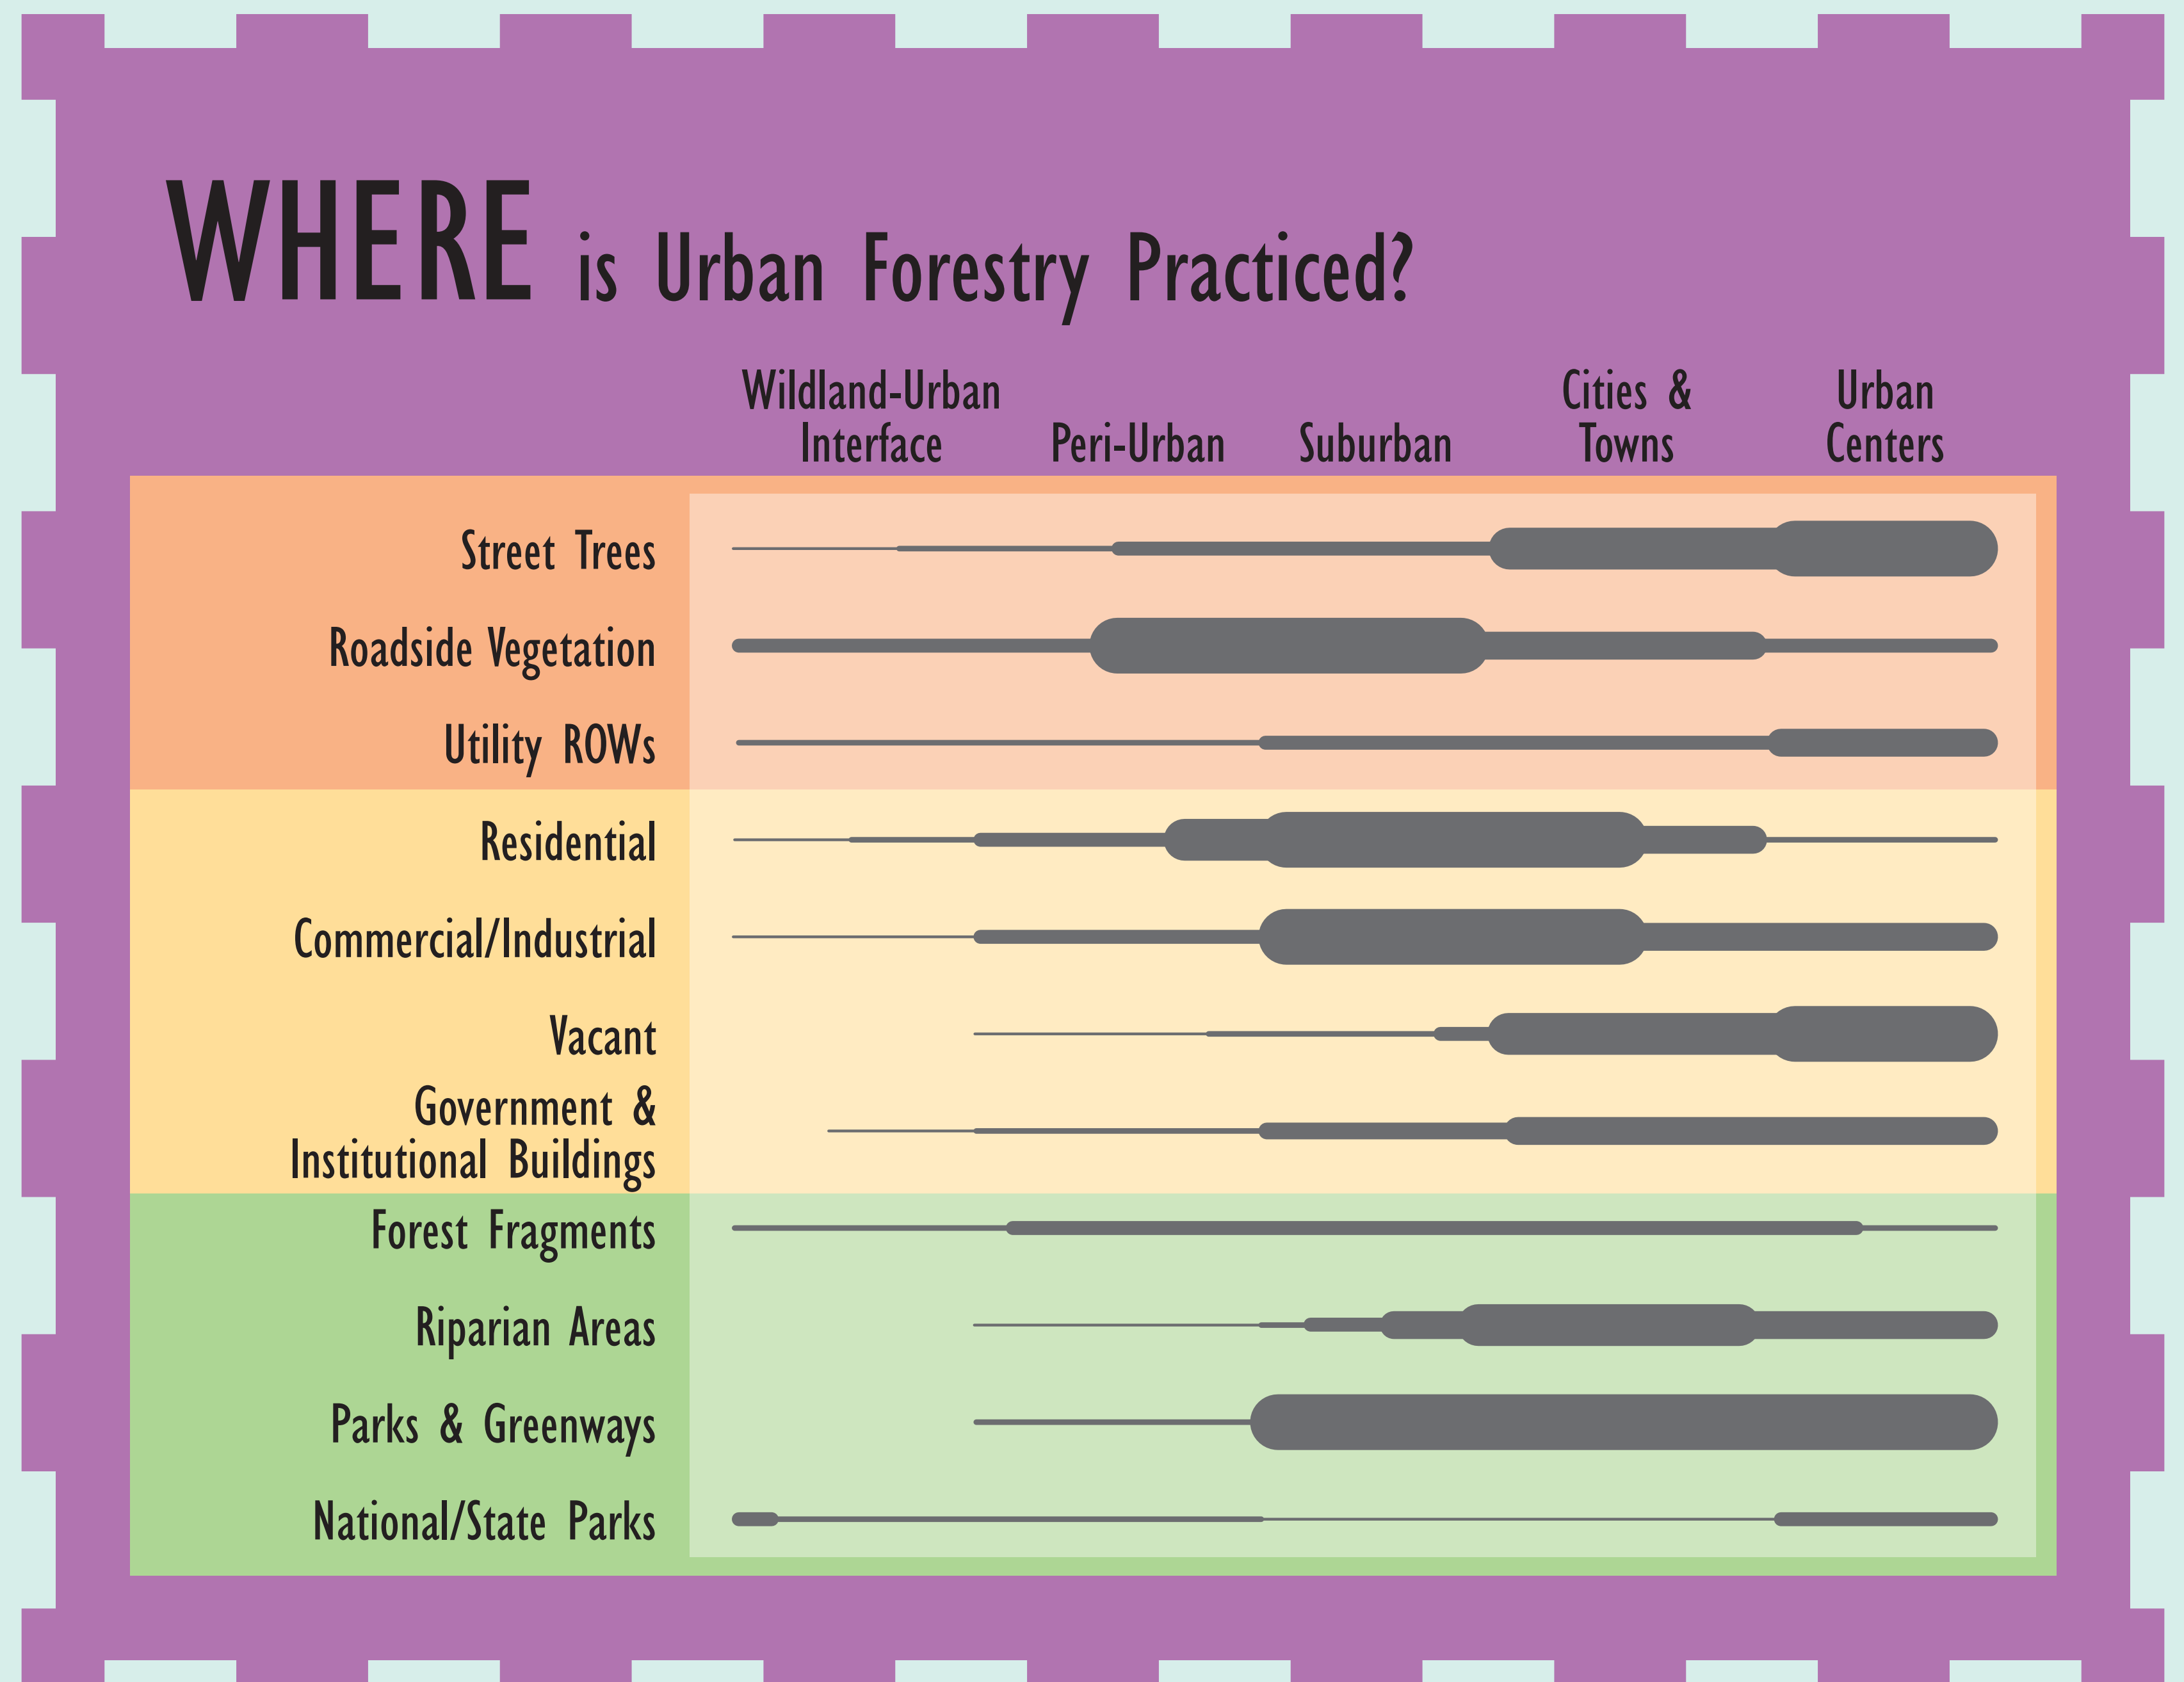 WHERE is Urban Forestry Practiced?
Wildland-Urban
Interface
Peri-Urban
Suburban
Cities &
Towns
Urban
Centers
Street Trees
Roadside Vegetation
Utility ROWs
Residential
Commercial/Industrial
Vacant
Government &
Institutional Buildings
Forest Fragments
Riparian Areas
Parks & Greenways
National/State Parks